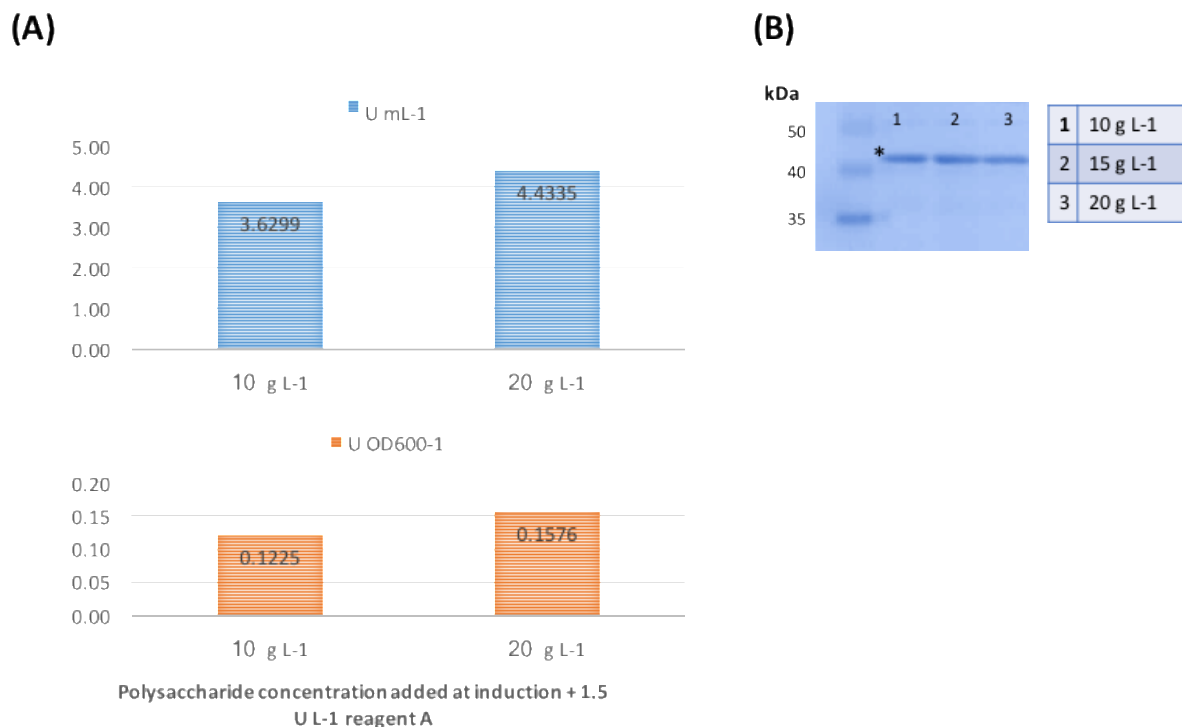 (A)
U mL-1
5.00
4.00
3.00
2.00
1.00
0.00
3.6299
4.4335
10 g L-1
20 g L-1
U OD600-1
0.20
0.15
0.10
0.05
0.00
0.1225
0.1576
10 g L-1
20 g L-1
Polysaccharide concentration added at induction + 1.5
U L-1 reagent A
(B)
kDa
50
40
35
1 2 3
*
1 10 g L-1
2 15 g L-1
3 20 g L-1